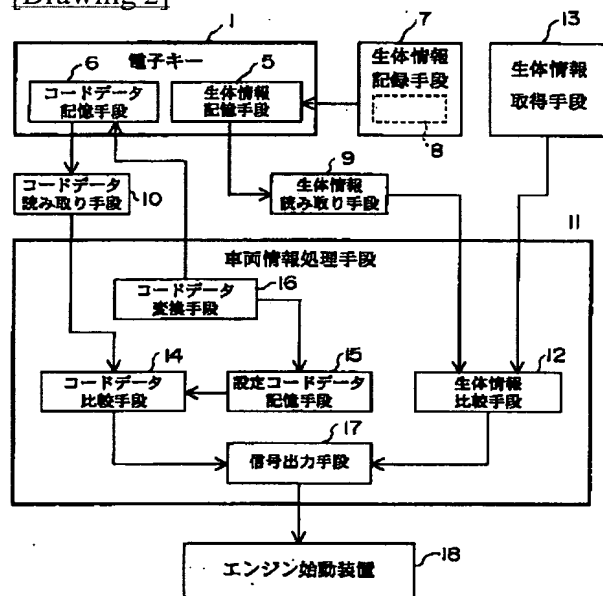 [Drawing 2]
1
電子キー
6
コードデータ
記憶手段
5
生体情報
記憶手段
7
生体情報
記録手段
8
13
生体情報
取得手段
コードデータ
読み取り手段
10
9
生体情報
読み取り手段
11
車両情報処理手段
コードデータ
変換手段
16
14
コードデータ
比較手段
15
設定コードデータ
記憶手段
12
生体情報
比較手段
17
信号出力手段
エンジン始動装置
18